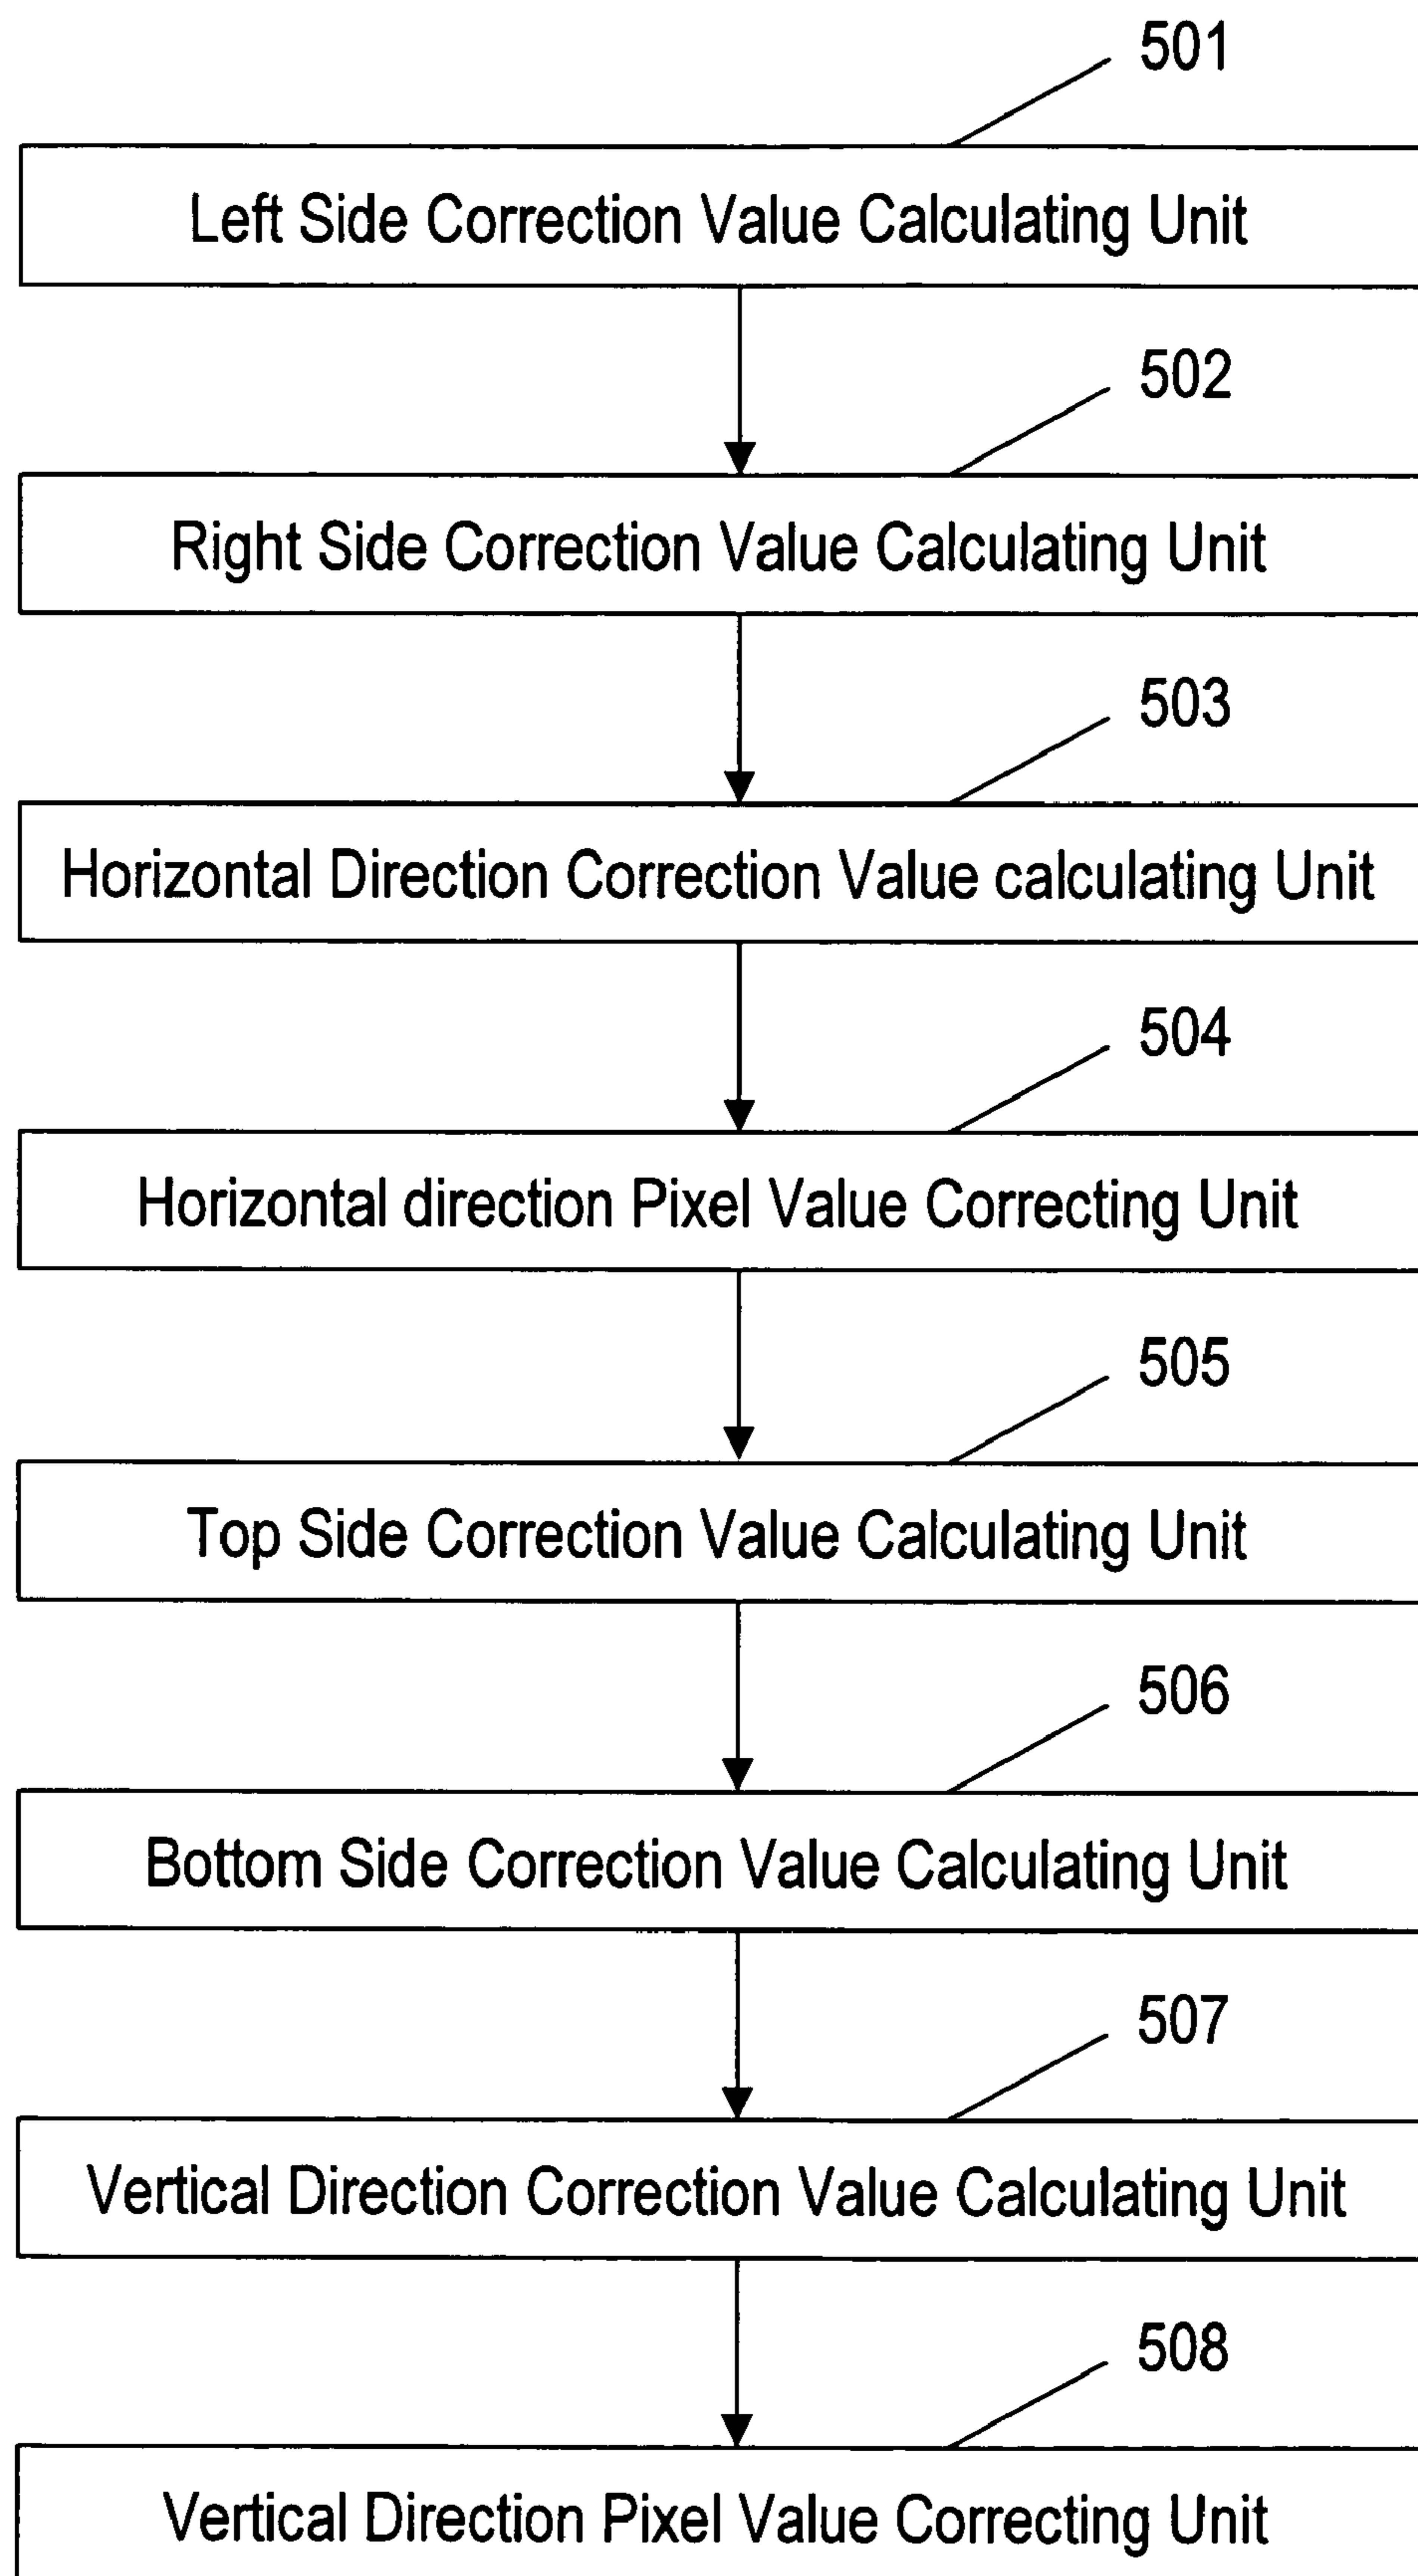 501
Left Side Correction Value Calculating Unit
502
Right Side Correction Value Calculating Unit
503
Horizontal Direction Correction Value calculating Unit
504
Horizontal direction Pixel Value Correcting Unit
505
Top Side Correction Value Calculating Unit
506
Bottom Side Correction Value Calculating Unit
507
Vertical Direction Correction Value Calculating Unit
508
Vertical Direction Pixel Value Correcting Unit